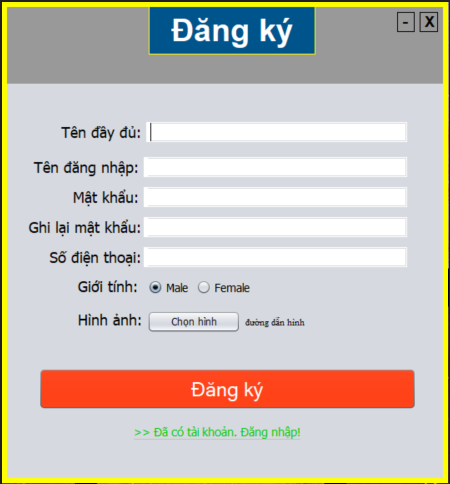 Đăng ký
- X
Tên đầy đủ:
Tên đăng nhập:
Mật khẩu:
Ghi lại mật khẩu:
Số điện thoại:
Giới tính: Male Female
Hình ảnh: Chọn hình đường dẫn hình
Đăng ký
>> Đã có tài khoản. Đăng nhập!